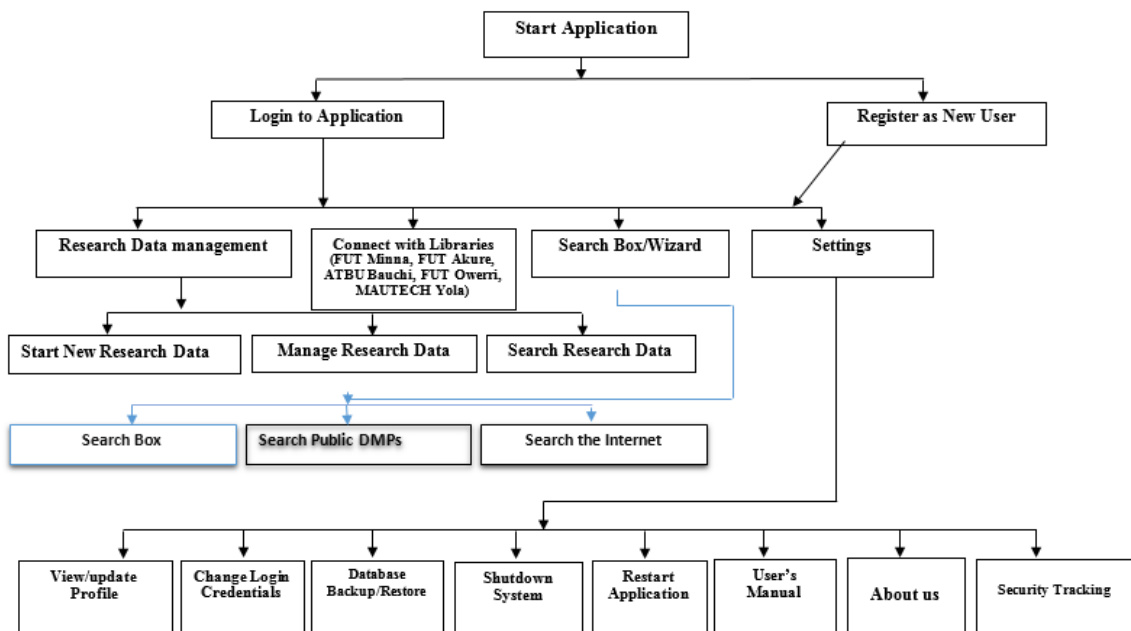 Start Application
Login to Application
Register as New User
Research Data management
Connect with Libraries
(FUT Minna, FUT Akure,
ATBU Bauchi, FUT Owerri,
MAUTECH Yola)
Search Box/Wizard
Settings
Start New Research Data
Manage Research Data
Search Research Data
Search Box
Search Public DMPs
Search the Internet
View/update
Profile
Change Login
Credentials
Database
Backup/Restore
Shutdown
System
Restart
Application
User's
Manual
About us
Security Tracking